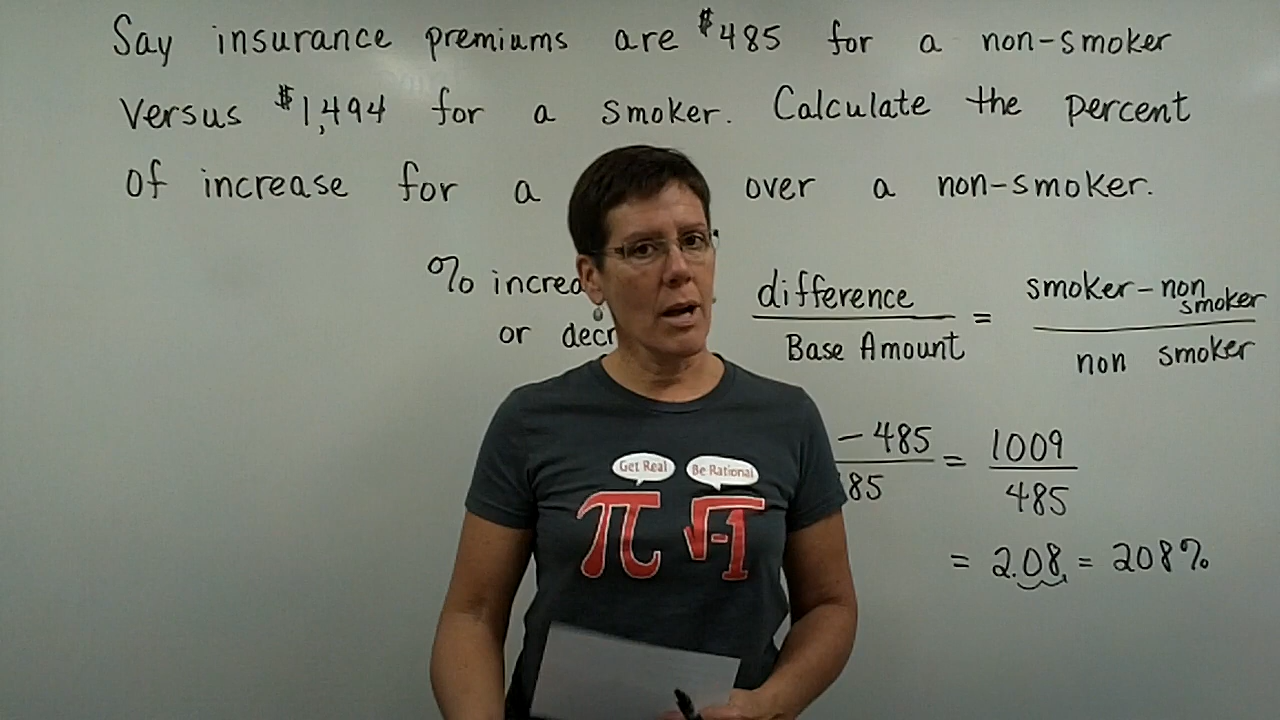 Say insurance premiums are $485 for a non-smoker
Versus $1,494 for a smoker. Calculate the percent
of increase for a over a non-smoker.
% increa difference = smoker - non smoker
or decr Base Amount non smoker
- 485 = 1009
85 485
= 2.08 = 208%
Get Real Be Rational
π √-1